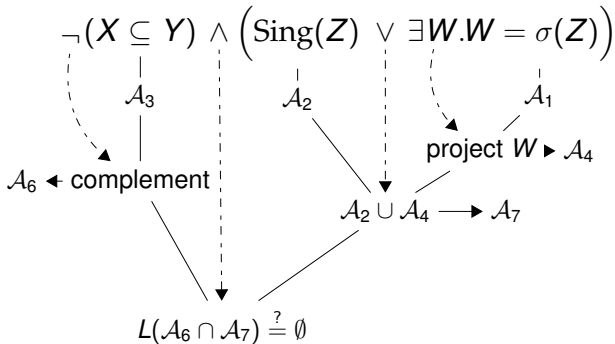 ¬(X ⊆ Y) ∧ (Sing(Z) ∨ ∃W.W = σ(Z))
𝒜₃ 𝒜₂ 𝒜₁
project W 𝒜₄
𝒜₆ complement
𝒜₂ ∪ 𝒜₄ 𝒜₇
L(𝒜₆ ∩ 𝒜₇) ≟ ∅